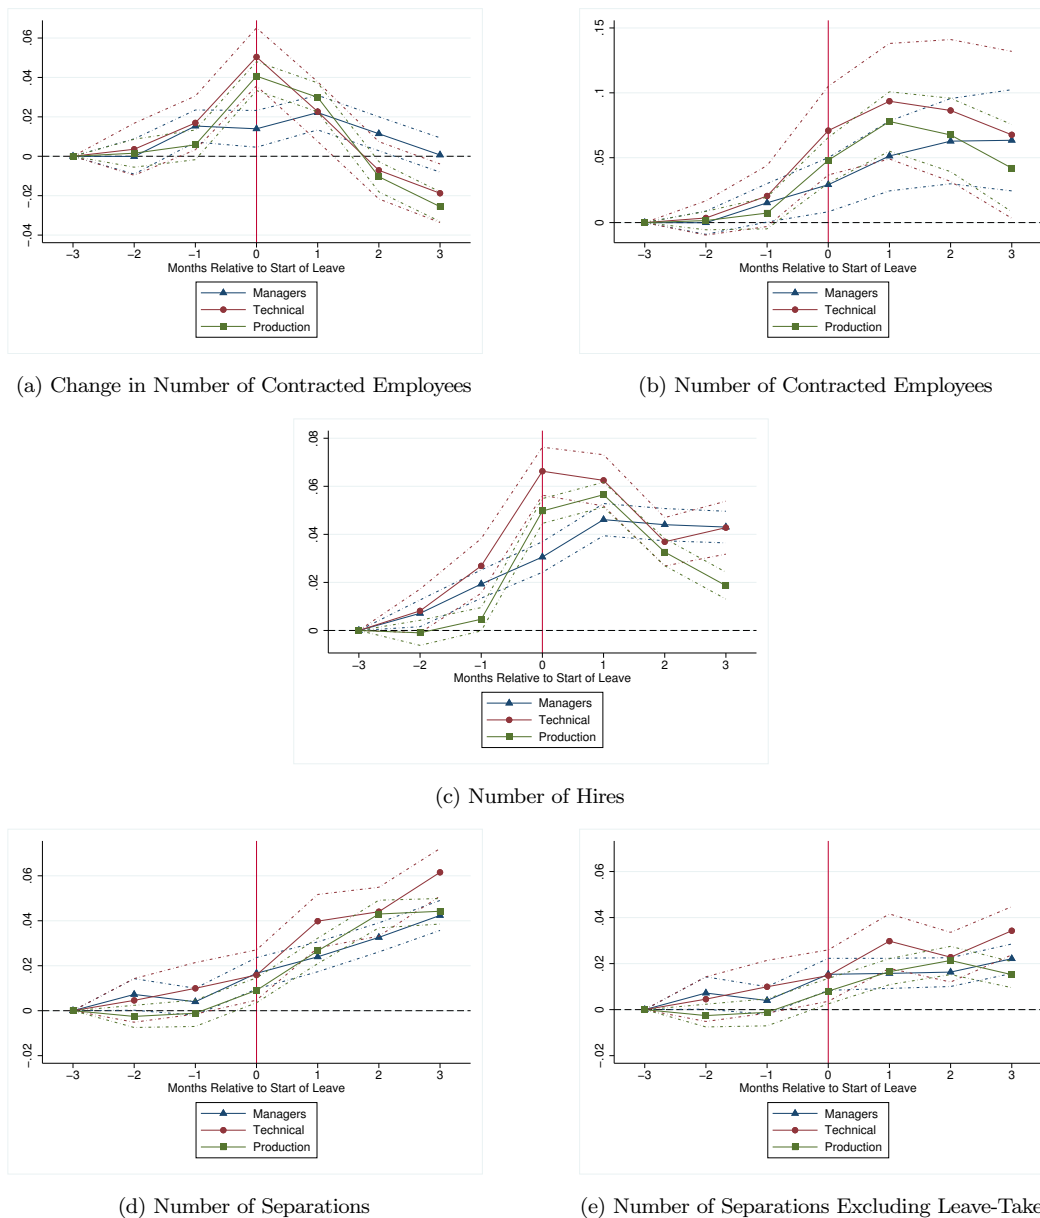 .06
.04
.02
0
-.02
-.04
−3 −2 −1 0 1 2 3
Months Relative to Start of Leave
Managers
Technical
Production
(a) Change in Number of Contracted Employees
.15
.1
.05
0
−3 −2 −1 0 1 2 3
Months Relative to Start of Leave
Managers
Technical
Production
(b) Number of Contracted Employees
.08
.06
.04
.02
0
−3 −2 −1 0 1 2 3
Months Relative to Start of Leave
Managers
Technical
Production
(c) Number of Hires
.06
.04
.02
0
-.02
−3 −2 −1 0 1 2 3
Months Relative to Start of Leave
Managers
Technical
Production
(d) Number of Separations
.06
.04
.02
0
-.02
−3 −2 −1 0 1 2 3
Months Relative to Start of Leave
Managers
Technical
Production
(e) Number of Separations Excluding Leave-Take